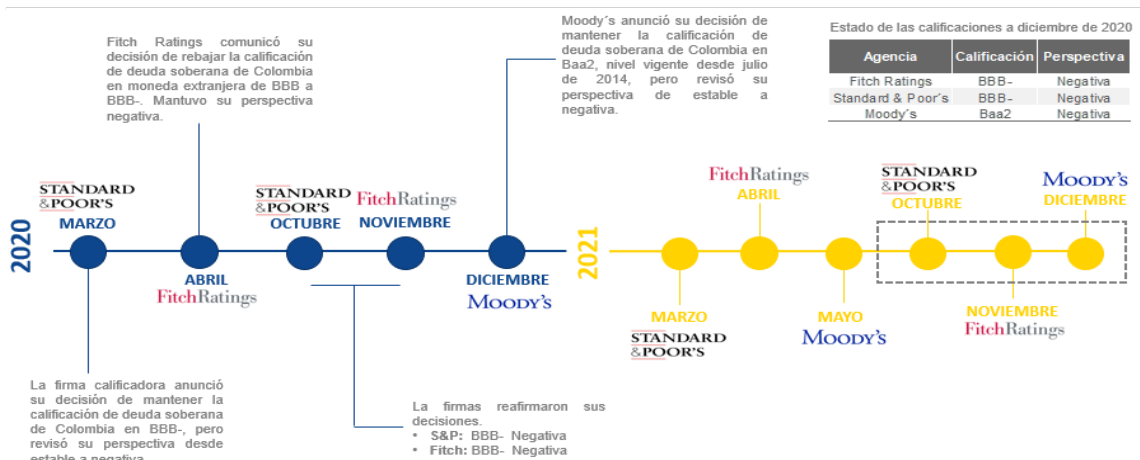 Fitch Ratings comunicó su
decisión de rebajar la calificación
de deuda soberana de Colombia
en moneda extranjera de BBB a
BBB-. Mantuvo su perspectiva
negativa.
Moody´s anunció su decisión de
mantener la calificación de
deuda soberana de Colombia en
Baa2, nivel vigente desde julio
de 2014, pero revisó su
perspectiva de estable a
negativa.
Estado de las calificaciones a diciembre de 2020
Agencia Calificación Perspectiva
Fitch Ratings BBB- Negativa
Standard & Poor´s BBB- Negativa
Moody´s Baa2 Negativa
2020
STANDARD
&POOR'S
MARZO
ABRIL
FitchRatings
STANDARD
&POOR'S
OCTUBRE
FitchRatings
NOVIEMBRE
DICIEMBRE
MOODY'S
2021
MARZO
STANDARD
&POOR'S
FitchRatings
ABRIL
MAYO
MOODY'S
STANDARD
&POOR'S
OCTUBRE
NOVIEMBRE
FitchRatings
MOODY'S
DICIEMBRE
La firma calificadora anunció
su decisión de mantener la
calificación de deuda soberana
de Colombia en BBB-, pero
revisó su perspectiva desde
estable a negativa
La firmas reafirmaron sus
decisiones.
• S&P: BBB- Negativa
• Fitch: BBB- Negativa